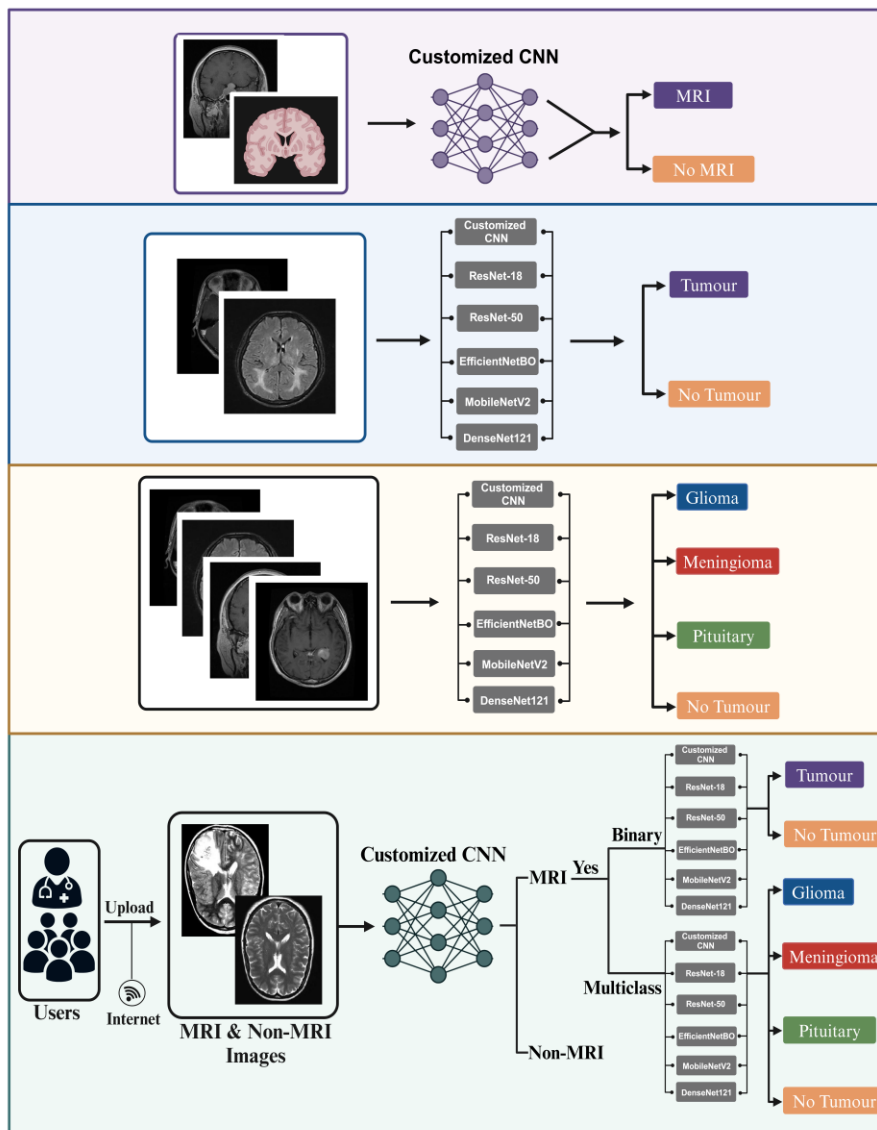 Customized CNN
MRI
No MRI
Customized
CNN
ResNet-18
ResNet-50
EfficientNetBO
MobileNetV2
DenseNet121
Tumour
No Tumour
Customized
CNN
ResNet-18
ResNet-50
EfficientNetBO
MobileNetV2
DenseNet121
Glioma
Meningioma
Pituitary
No Tumour
Users
Upload
Internet
MRI & Non-MRI
Images
Customized CNN
MRI
Yes
Non-MRI
Binary
Multiclass
Customized
CNN
ResNet-18
ResNet-50
EfficientNetBO
MobileNetV2
DenseNet121
Tumour
No Tumour
Customized
CNN
ResNet-18
ResNet-50
EfficientNetBO
MobileNetV2
DenseNet121
Glioma
Meningioma
Pituitary
No Tumour